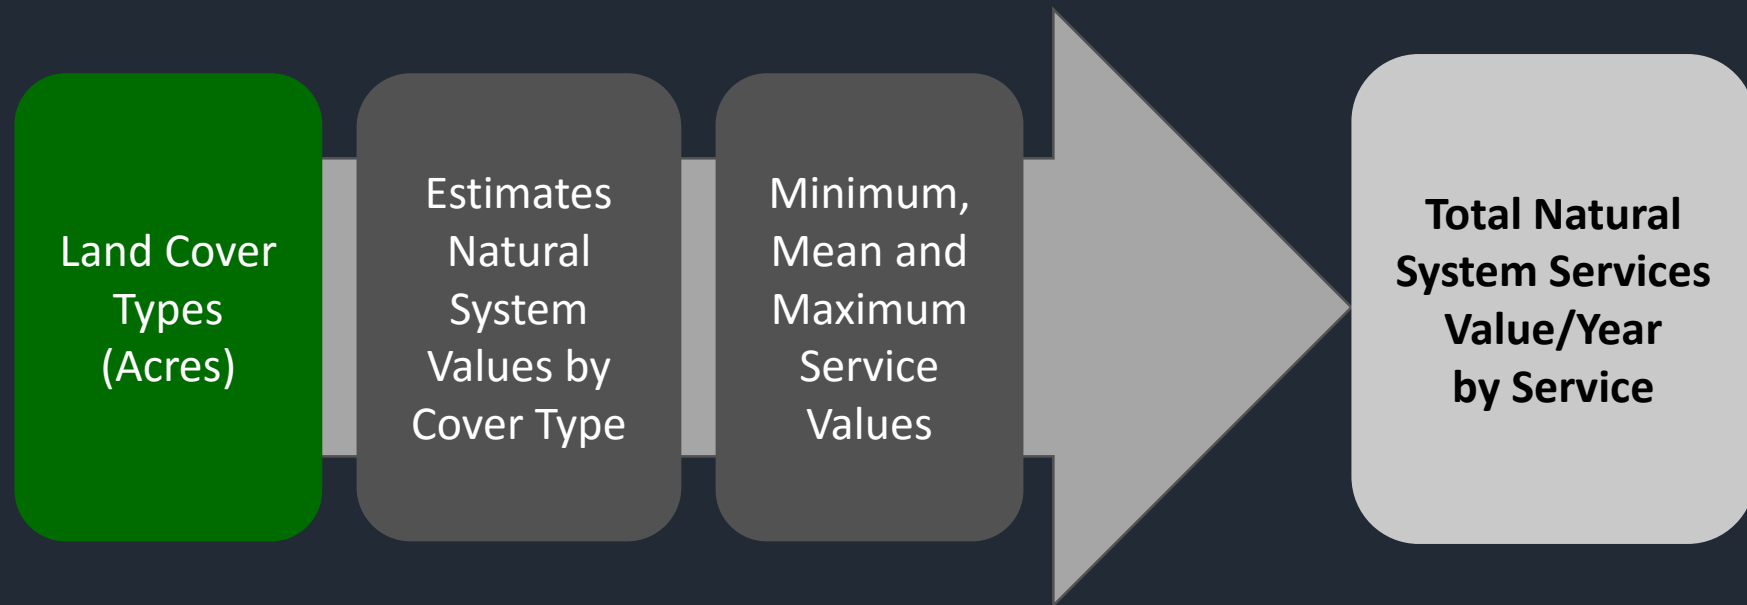 Land Cover
Types
(Acres)
Estimates
Natural
System
Values by
Cover Type
Minimum,
Mean and
Maximum
Service
Values
Total Natural
System Services
Value/Year
by Service